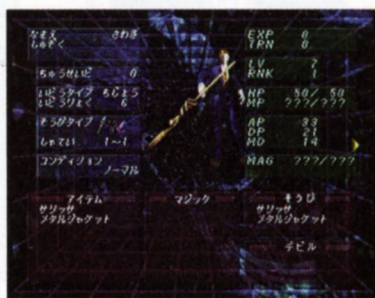 なまえ さわき
しゅぞく
ちゅうせいど 0
いどうタイプ ちじょう
いどうりょく 6
そうびタイプ
しゃてい 1〜1
コンディション
ノーマル
EXP 0
TRN 0
LV 7
RNK 1
HP 50/ 50
MP ???/???
AP 33
DP 21
MD 14
MAG ???/???
アイテム
サリッサ
メタルジャケット
マジック
そうび
サリッサ
メタルジャケット
デビル